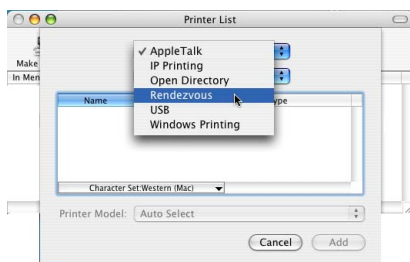 Printer List
✓ AppleTalk
IP Printing
Open Directory
Rendezvous
USB
Windows Printing
Make
In Men
Name
ype
Character Set:Western (Mac)
Printer Model: Auto Select
Cancel Add